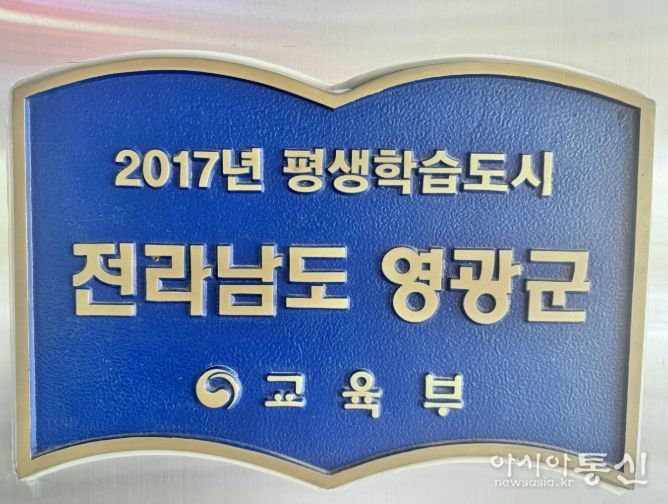 2017년 평생학습도시
전라남도 영광군
교육부
아시아통신
newsasia.kr